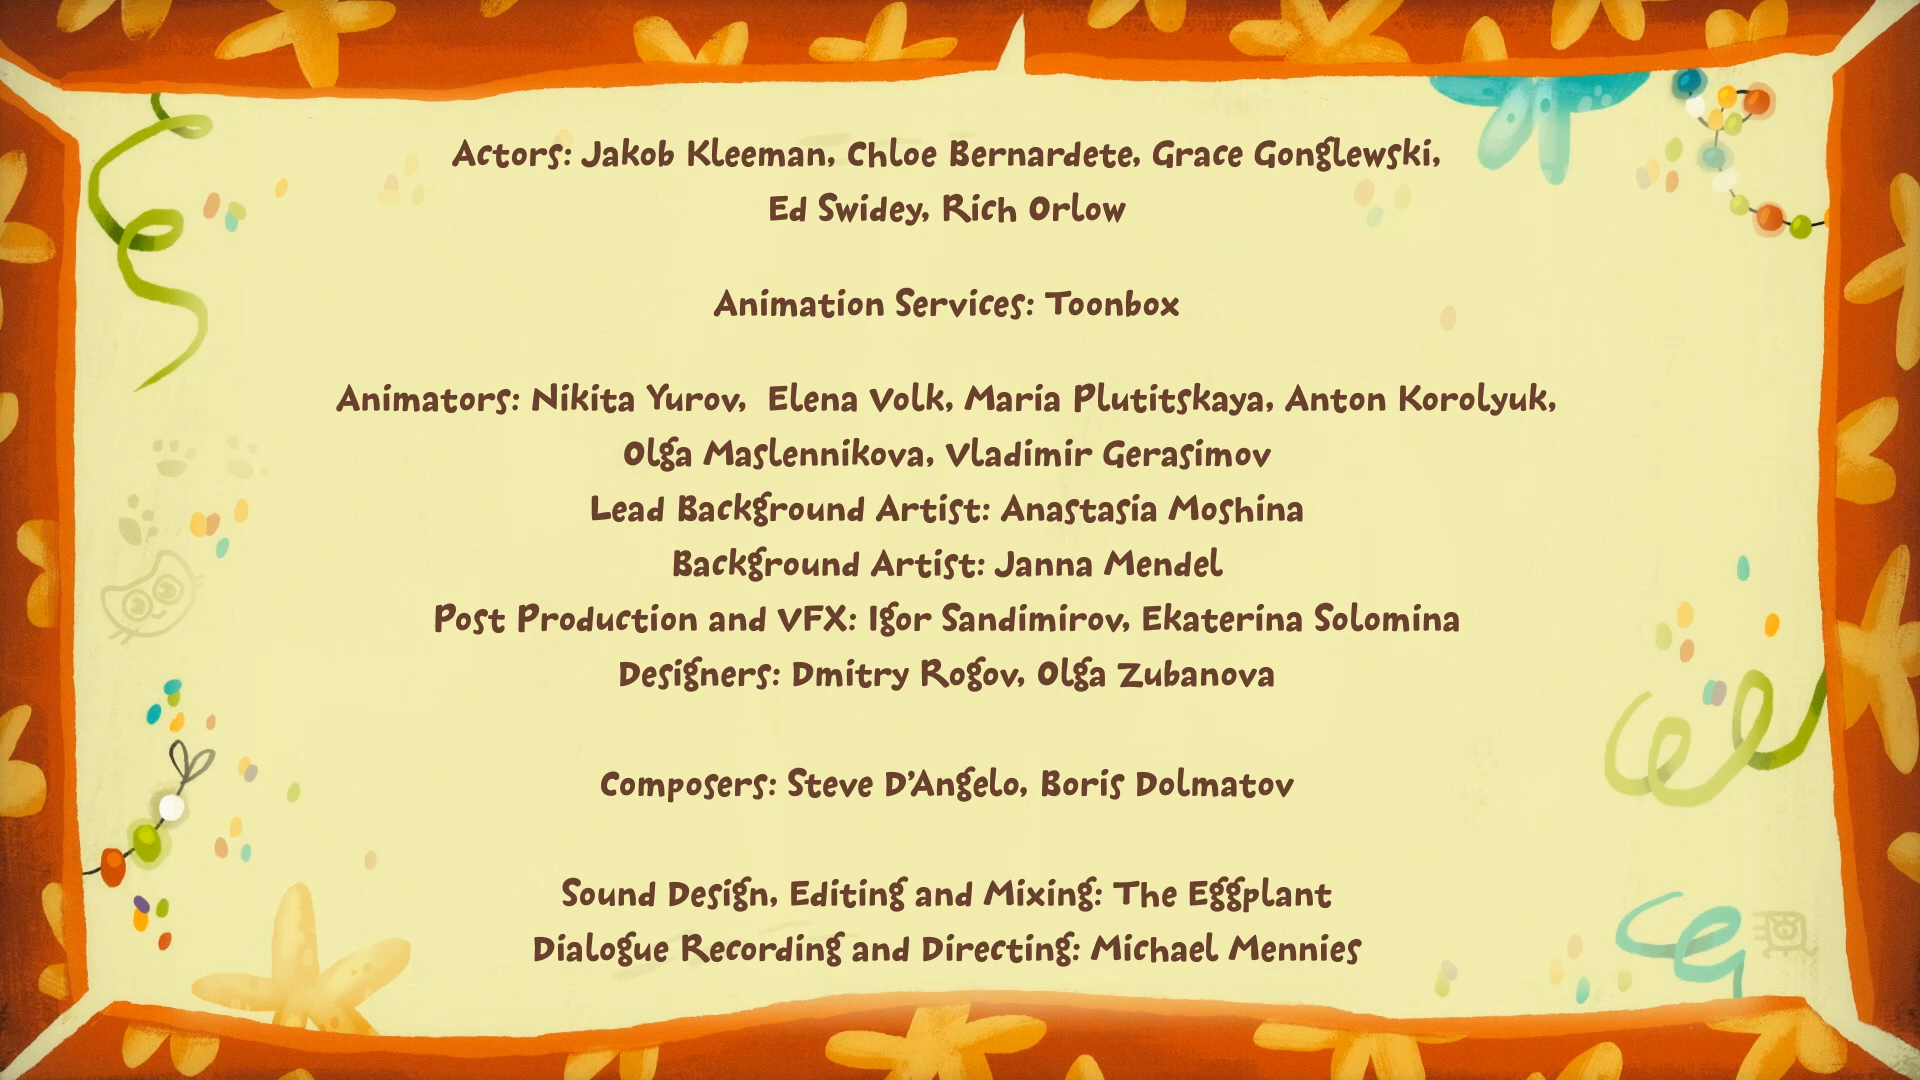 Actors: Jakob Kleeman, Chloe Bernardete, Grace Gonglewski,
Ed Swidey, Rich Orlow
Animation Services: Toonbox
Animators: Nikita Yurov, Elena Volk, Maria Plutitskaya, Anton Korolyuk,
Olga Maslennikova, Vladimir Gerasimov
Lead Background Artist: Anastasia Moshina
Background Artist: Janna Mendel
Post Production and VFX: Igor Sandimirov, Ekaterina Solomina
Designers: Dmitry Rogov, Olga Zubanova
Composers: Steve D’Angelo, Boris Dolmatov
Sound Design, Editing and Mixing: The Eggplant
Dialogue Recording and Directing: Michael Mennies